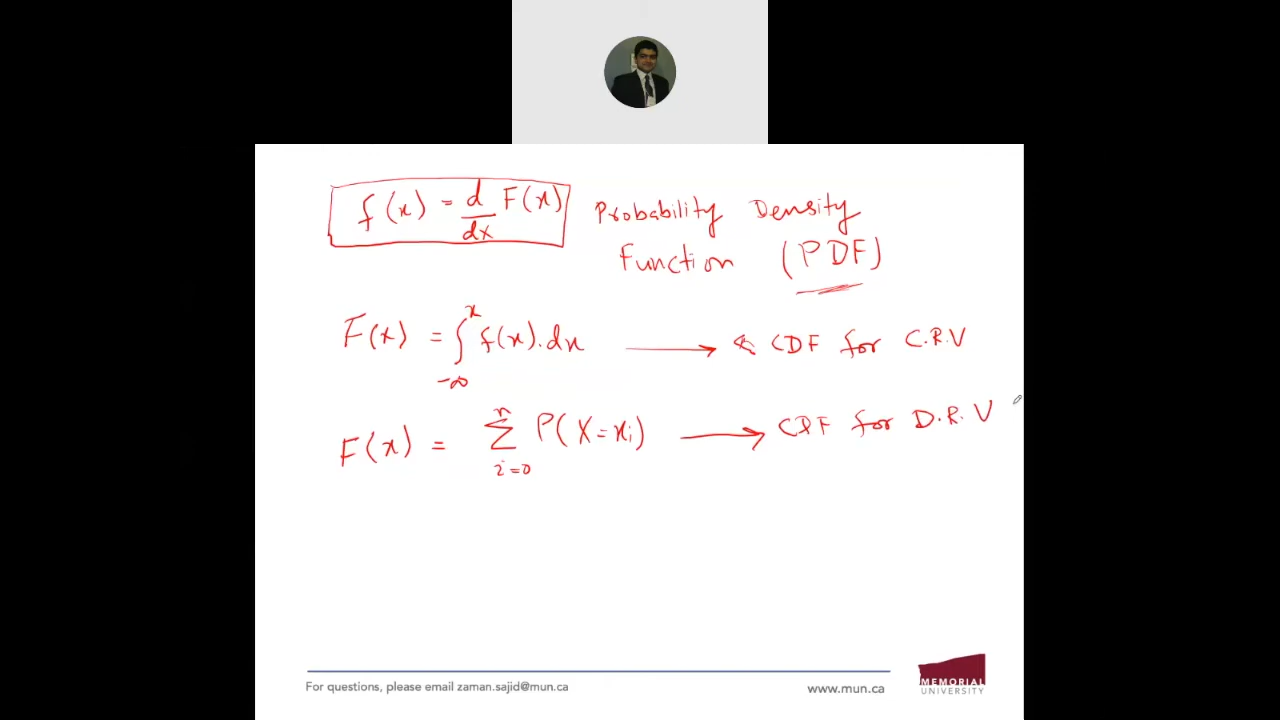 f(x) = d/dx F(x) Probability Density
Function (PDF)
F(x) = ∫_{-∞}^{x} f(x).dx → CDF for C.R.V
F(x) = Σ_{i=0}^{n} P(X=xi) → CDF for D.R.V
For questions, please email zaman.sajid@mun.ca
www.mun.ca
MEMORIAL
UNIVERSITY